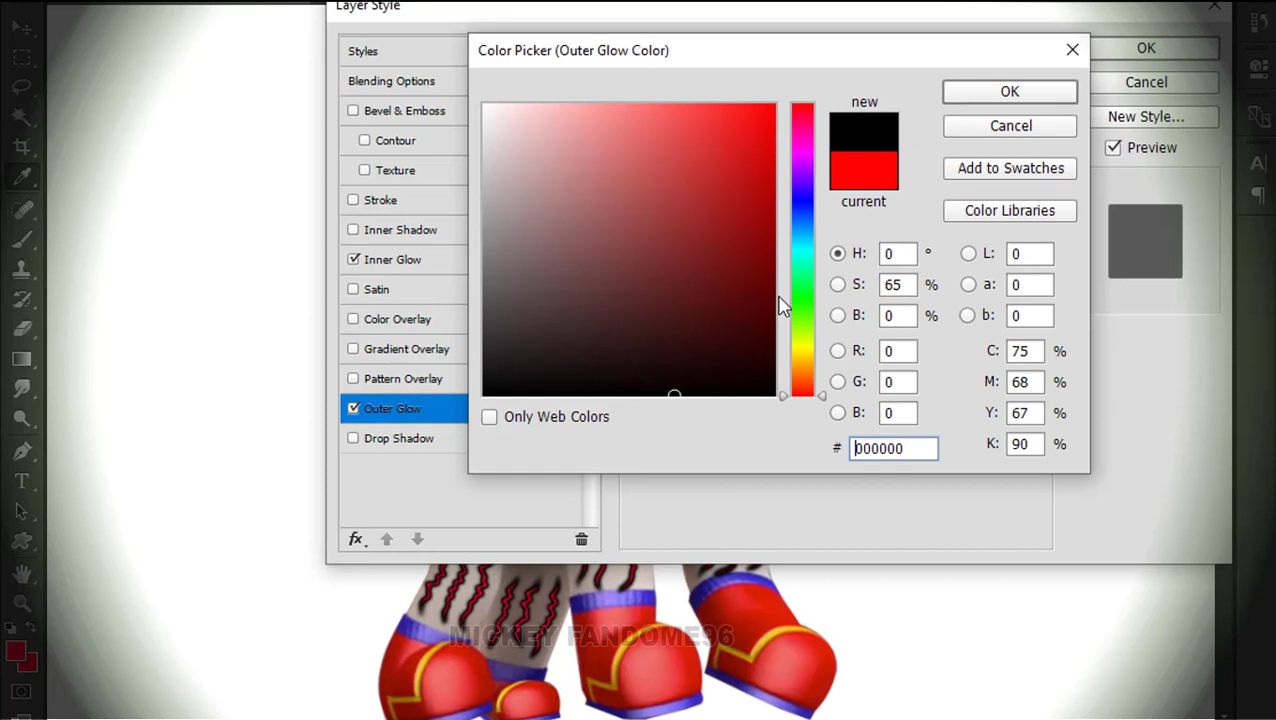 Layer Style
Color Picker (Outer Glow Color)
Styles
Blending Options
Bevel & Emboss
Contour
Texture
Stroke
Inner Shadow
Inner Glow
Satin
Color Overlay
Gradient Overlay
Pattern Overlay
Outer Glow
Drop Shadow
fx
new
current
OK
Cancel
Add to Swatches
Color Libraries
H: 0 °
S: 65 %
B: 0 %
R: 0
G: 0
B: 0
# 000000
L: 0
a: 0
b: 0
C: 75 %
M: 68 %
Y: 67 %
K: 90 %
Only Web Colors
OK
Cancel
New Style...
Preview
A
T
MICKEY FANDOME96